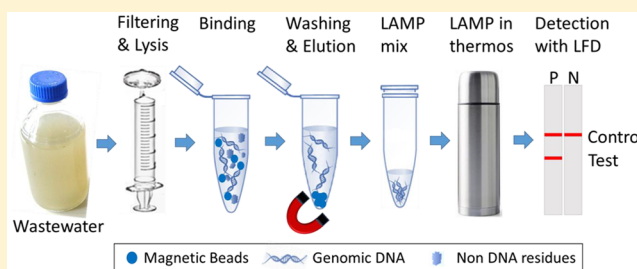 Filtering
& Lysis
Binding
Washing
& Elution
LAMP
mix
LAMP in
thermos
Detection
with LFD
P N
Control
Test
Wastewater
Magnetic Beads
Genomic DNA
Non DNA residues